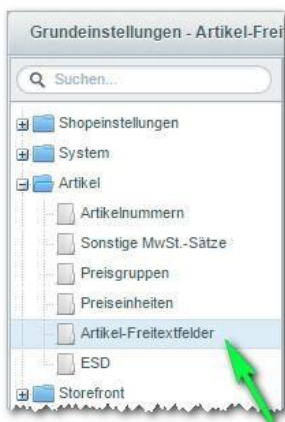 Grundeinstellungen - Artikel-Frei
Suchen...
Shopeinstellungen
System
Artikel
Artikelnummern
Sonstige MwSt.-Sätze
Preisgruppen
Preiseinheiten
Artikel-Freitextfelder
ESD
Storefront